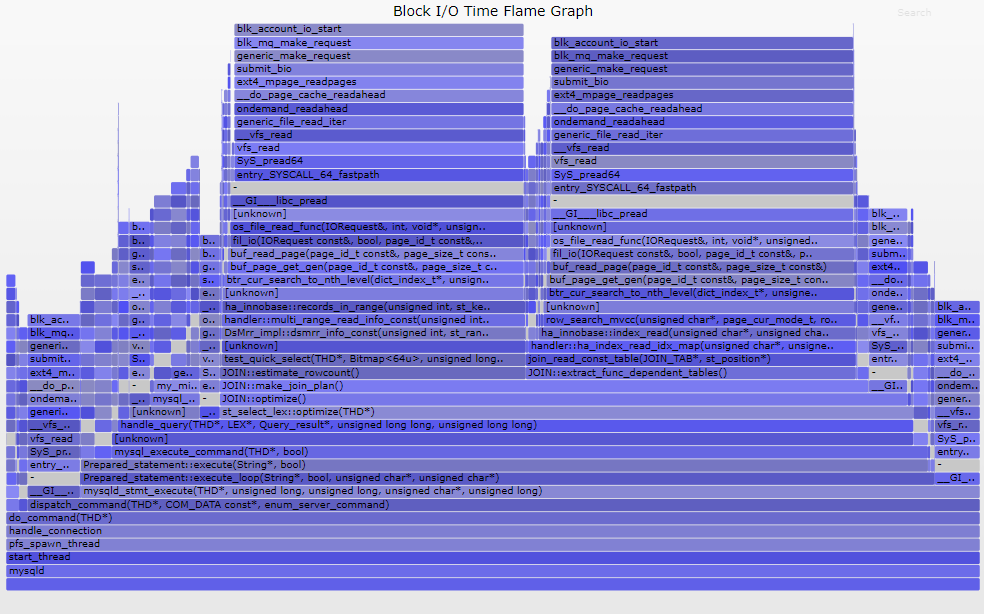 Block I/O Time Flame Graph
Search
blk_account_io_start
blk_mq_make_request blk_account_io_start
generic_make_request blk_mq_make_request
submit_bio generic_make_request
ext4_mpage_readpages submit_bio
__do_page_cache_readahead ext4_mpage_readpages
ondemand_readahead __do_page_cache_readahead
generic_file_read_iter ondemand_readahead
__vfs_read generic_file_read_iter
vfs_read __vfs_read
SyS_pread64 vfs_read
entry_SYSCALL_64_fastpath SyS_pread64
- entry_SYSCALL_64_fastpath
__GI___libc_pread -
[unknown] __GI___libc_pread blk_..
b.. os_file_read_func(IORequest&, int, void*, unsign.. [unknown] blk_..
b.. b.. fil_io(IORequest const&, bool, page_id_t const&,.. os_file_read_func(IORequest&, int, void*, unsigned.. gene..
g.. b.. buf_read_page(page_id_t const&, page_size_t cons.. fil_io(IORequest const&, bool, page_id_t const&, p.. subm..
s.. g.. buf_page_get_gen(page_id_t const&, page_size_t c.. buf_read_page(page_id_t const&, page_size_t const&) ext4..
e.. s.. btr_cur_search_to_nth_level(dict_index_t*, unsign.. buf_page_get_gen(page_id_t const&, page_size_t con.. __do..
_.. e.. [unknown] btr_cur_search_to_nth_level(dict_index_t*, unsigne.. onde..
o.. _.. ha_innobase::records_in_range(unsigned int, st_ke.. [unknown] gene.. blk_a..
blk_ac.. g.. o.. handler::multi_range_read_info_const(unsigned int.. row_search_mvcc(unsigned char*, page_cur_mode_t, ro.. __vf.. blk_m..
blk_mq.. _.. g.. DsMrr_impl::dsmrr_info_const(unsigned int, st_ran.. ha_innobase::index_read(unsigned char*, unsigned cha.. vfs_.. gener..
generi.. v.. _.. [unknown] handler::ha_index_read_idx_map(unsigned char*, unsigne.. SyS_.. submi..
submit.. S.. v.. test_quick_select(THD*, Bitmap<64u>, unsigned long.. join_read_const_table(JOIN_TAB*, st_position*) entr.. ext4_..
ext4_m.. e.. ge.. S.. JOIN::estimate_rowcount() JOIN::extract_func_dependent_tables() - __do_..
__do_p.. - my_mi.. e.. JOIN::make_join_plan() __GI.. ondem..
ondema.. _.. mysql_.. - JOIN::optimize() gener..
generi.. [unknown] _.. st_select_lex::optimize(THD*) __vfs..
__vfs_.. handle_query(THD*, LEX*, Query_result*, unsigned long long, unsigned long long) vfs_r..
vfs_read [unknown] SyS_p..
SyS_pr.. mysql_execute_command(THD*, bool) entry..
entry_.. Prepared_statement::execute(String*, bool) -
- Prepared_statement::execute_loop(String*, bool, unsigned char*, unsigned char*) __GI_..
__GI__.. mysqld_stmt_execute(THD*, unsigned long, unsigned long, unsigned char*, unsigned long)
dispatch_command(THD*, COM_DATA const*, enum_server_command)
do_command(THD*)
handle_connection
pfs_spawn_thread
start_thread
mysqld